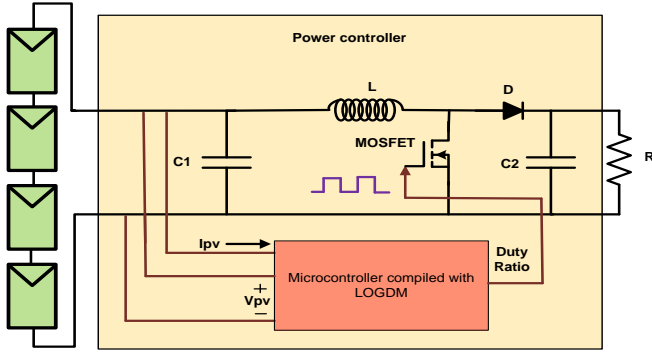 Power controller
L
D
MOSFET
C1
C2
R
Ipv
Duty
Ratio
+
Vpv
−
Microcontroller compiled with
LOGDM